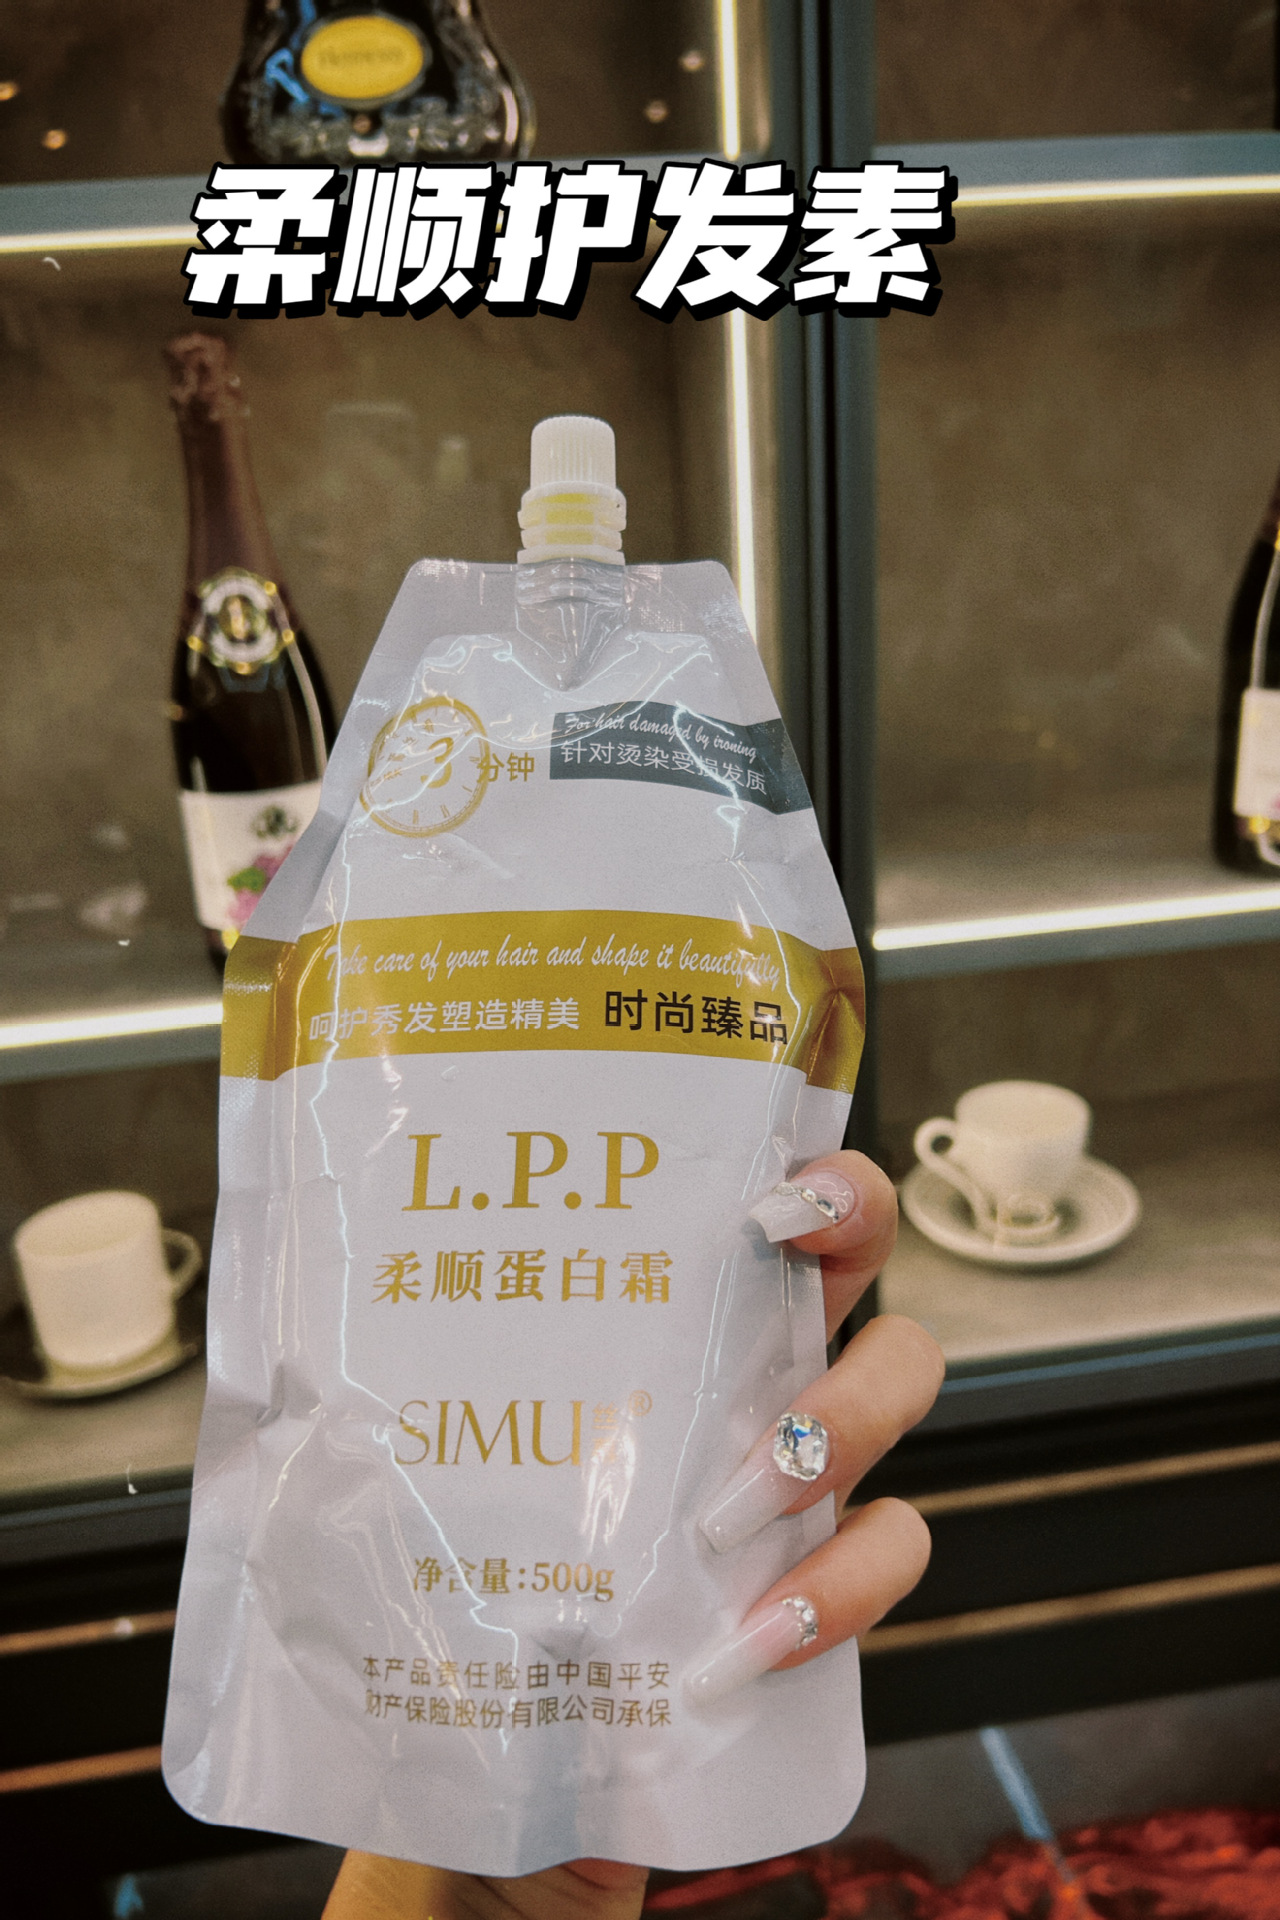 柔顺护发素
3分钟
For hair damaged by ironing
针对烫染受损发质
Take care of your hair and shape it beautifully
呵护秀发塑造精美 时尚臻品
L.P.P
柔顺蛋白霜
SIMU®
净含量:500g
本产品责任险由中国平安
财产保险股份有限公司承保